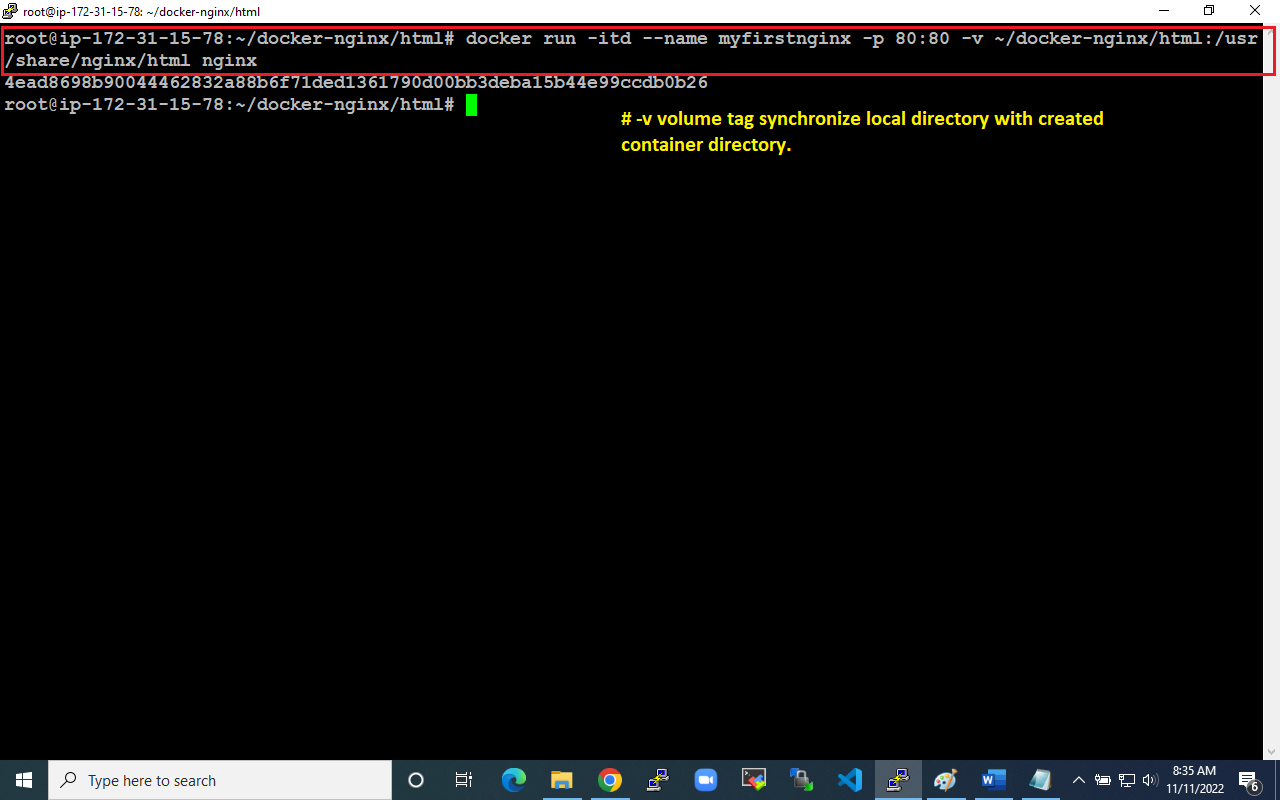 root@ip-172-31-15-78: ~/docker-nginx/html
root@ip-172-31-15-78:~/docker-nginx/html# docker run -itd --name myfirstnginx -p 80:80 -v ~/docker-nginx/html:/usr
/share/nginx/html nginx
4ead8698b90044462832a88b6f71ded1361790d00bb3deba15b44e99ccdb0b26
root@ip-172-31-15-78:~/docker-nginx/html#
# -v volume tag synchronize local directory with created
container directory.
Type here to search
8:35 AM
11/11/2022
6